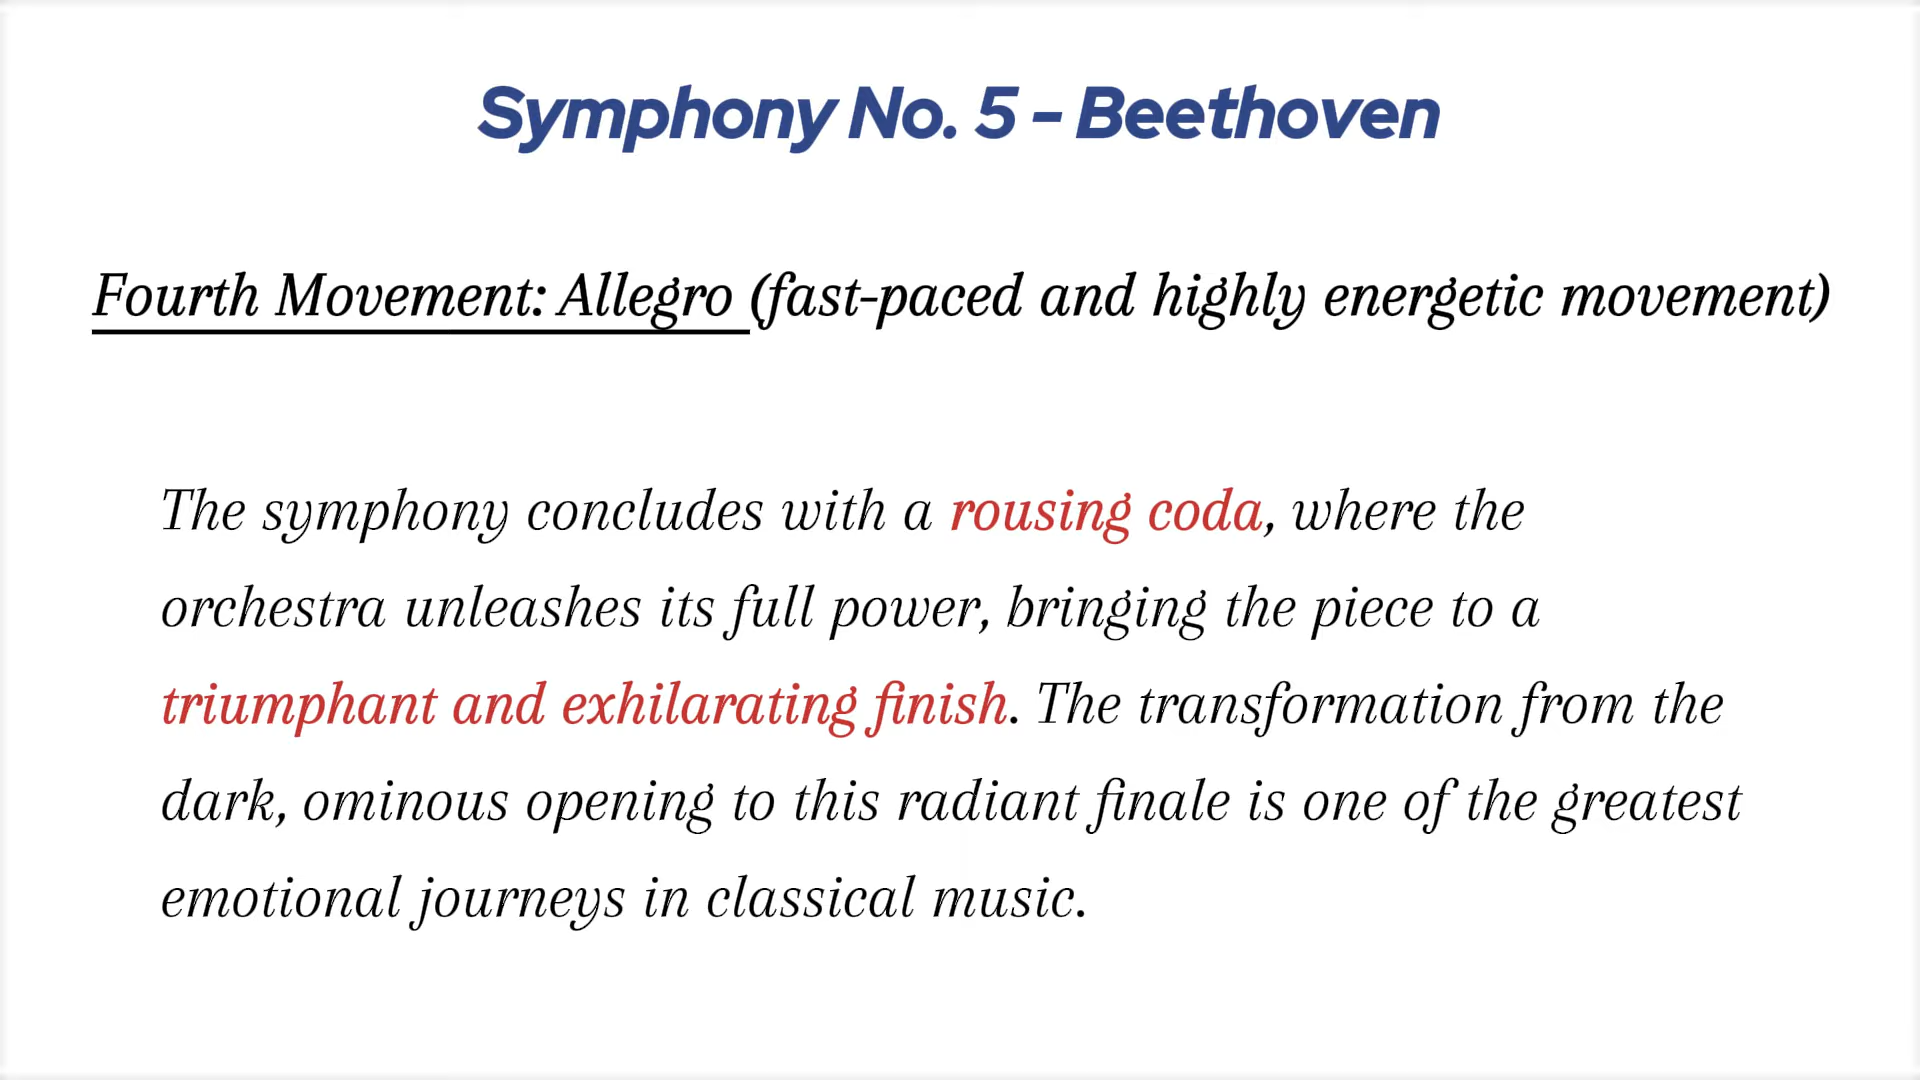 Symphony No. 5 - Beethoven
Fourth Movement: Allegro (fast-paced and highly energetic movement)
The symphony concludes with a rousing coda, where the
orchestra unleashes its full power, bringing the piece to a
triumphant and exhilarating finish. The transformation from the
dark, ominous opening to this radiant finale is one of the greatest
emotional journeys in classical music.